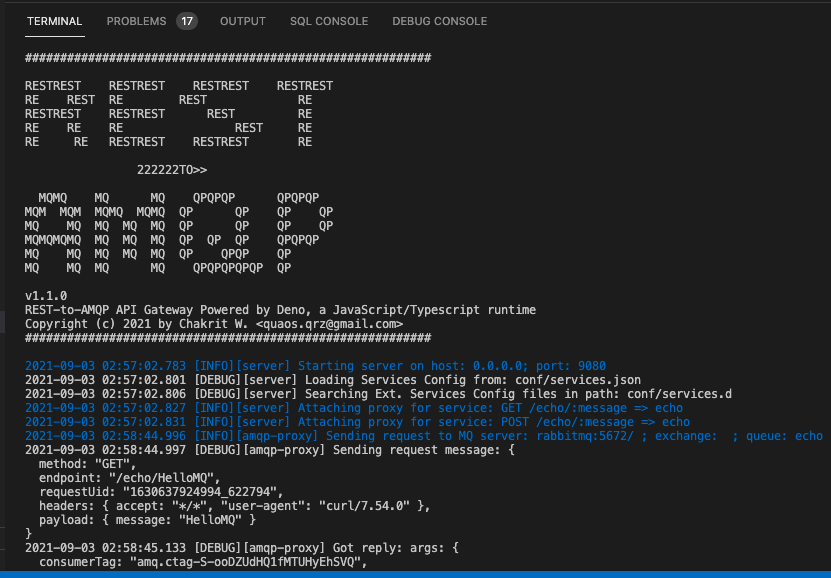 TERMINAL PROBLEMS 17 OUTPUT SQL CONSOLE DEBUG CONSOLE
##########################################################
RESTREST    RESTREST    RESTREST    RESTREST
RE    REST  RE        REST             RE
RESTREST    RESTREST      REST         RE
RE    RE    RE                REST     RE
RE     RE   RESTREST    RESTREST       RE
222222TO>>
  MQMQ    MQ      MQ    QPQPQP      QPQPQP
MQM  MQM  MQMQ  MQMQ  QP      QP    QP    QP
MQ    MQ  MQ  MQ  MQ  QP      QP    QP    QP
MQMQMQMQ  MQ  MQ  MQ  QP  QP  QP    QPQPQP
MQ    MQ  MQ  MQ  MQ  QP    QPQP    QP
MQ    MQ  MQ      MQ    QPQPQPQPQP  QP
v1.1.0
REST-to-AMQP API Gateway Powered by Deno, a JavaScript/Typescript runtime
Copyright (c) 2021 by Chakrit W. <quaos.qrz@gmail.com>
##########################################################
2021-09-03 02:57:02.783 [INFO][server] Starting server on host: 0.0.0.0; port: 9080
2021-09-03 02:57:02.801 [DEBUG][server] Loading Services Config from: conf/services.json
2021-09-03 02:57:02.806 [DEBUG][server] Searching Ext. Services Config files in path: conf/services.d
2021-09-03 02:57:02.827 [INFO][server] Attaching proxy for service: GET /echo/:message => echo
2021-09-03 02:57:02.831 [INFO][server] Attaching proxy for service: POST /echo/:message => echo
2021-09-03 02:58:44.996 [INFO][amqp-proxy] Sending request to MQ server: rabbitmq:5672/ ; exchange:  ; queue: echo
2021-09-03 02:58:44.997 [DEBUG][amqp-proxy] Sending request message: {
  method: "GET",
  endpoint: "/echo/HelloMQ",
  requestUid: "1630637924994_622794",
  headers: { accept: "*/*", "user-agent": "curl/7.54.0" },
  payload: { message: "HelloMQ" }
}
2021-09-03 02:58:45.133 [DEBUG][amqp-proxy] Got reply: args: {
  consumerTag: "amq.ctag-S-ooDZUdHQ1fMTUHyEhSVQ",